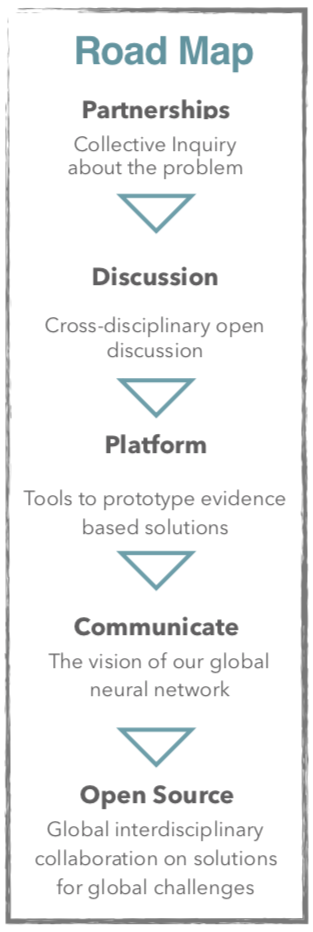 Road Map
Partnerships
Collective Inquiry
about the problem
Discussion
Cross-disciplinary open
discussion
Platform
Tools to prototype evidence
based solutions
Communicate
The vision of our global
neural network
Open Source
Global interdisciplinary
collaboration on solutions
for global challenges